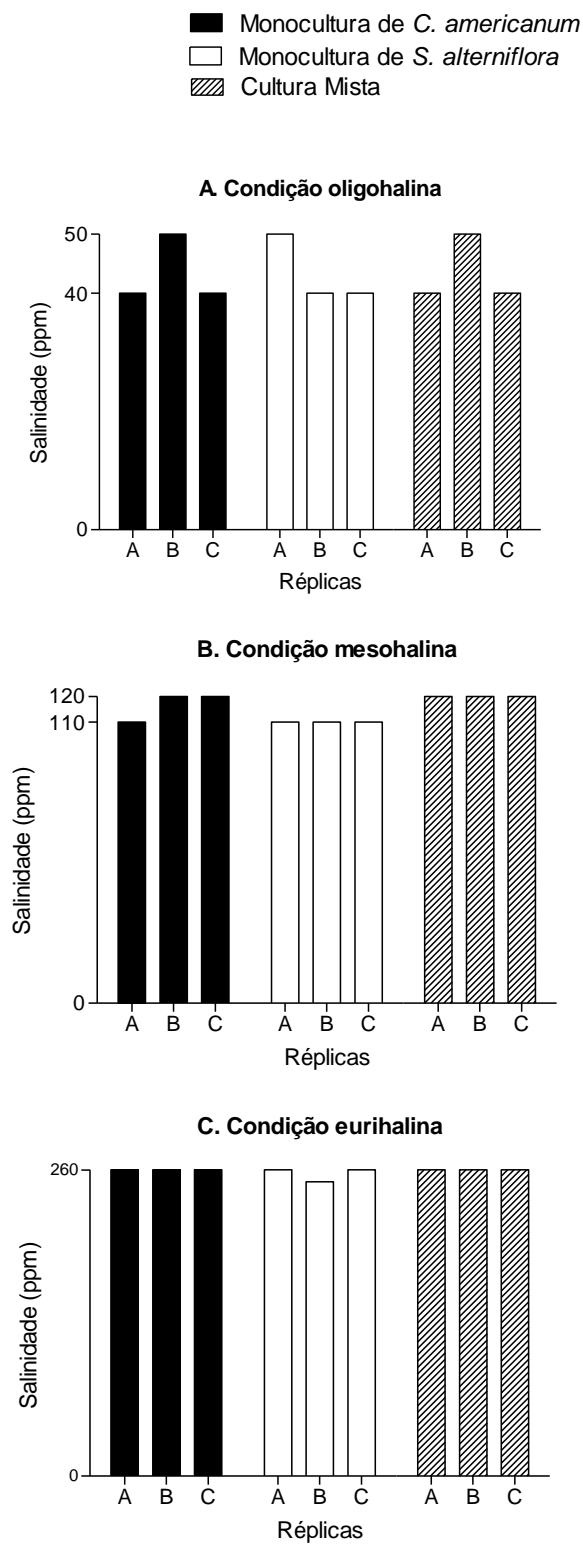 Monocultura de C. americanum
Monocultura de S. alterniflora
Cultura Mista
A. Condição oligohalina
Salinidade (ppm)
50
40
0
A B C A B C A B C
Réplicas
B. Condição mesohalina
Salinidade (ppm)
120
110
0
A B C A B C A B C
Réplicas
C. Condição eurihalina
Salinidade (ppm)
260
0
A B C A B C A B C
Réplicas